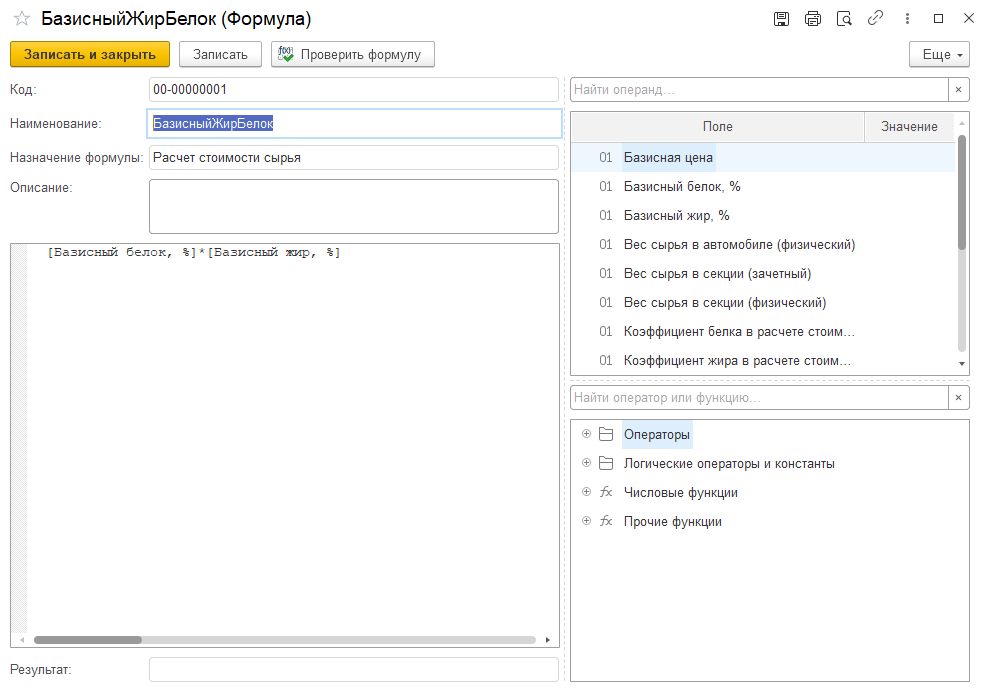 БазисныйЖирБелок (Формула)
Записать и закрыть
Записать
Проверить формулу
Еще
Код:
00-00000001
Наименование:
БазисныйЖирБелок
Назначение формулы:
Расчет стоимости сырья
Описание:
[Базисный белок, %]*[Базисный жир, %]
Результат:
Найти операнд...
Поле
Значение
01 Базисная цена
01 Базисный белок, %
01 Базисный жир, %
01 Вес сырья в автомобиле (физический)
01 Вес сырья в секции (зачетный)
01 Вес сырья в секции (физический)
01 Коэффициент белка в расчете стоим...
01 Коэффициент жира в расчете стоим...
Найти оператор или функцию...
Операторы
Логические операторы и константы
fx Числовые функции
fx Прочие функции